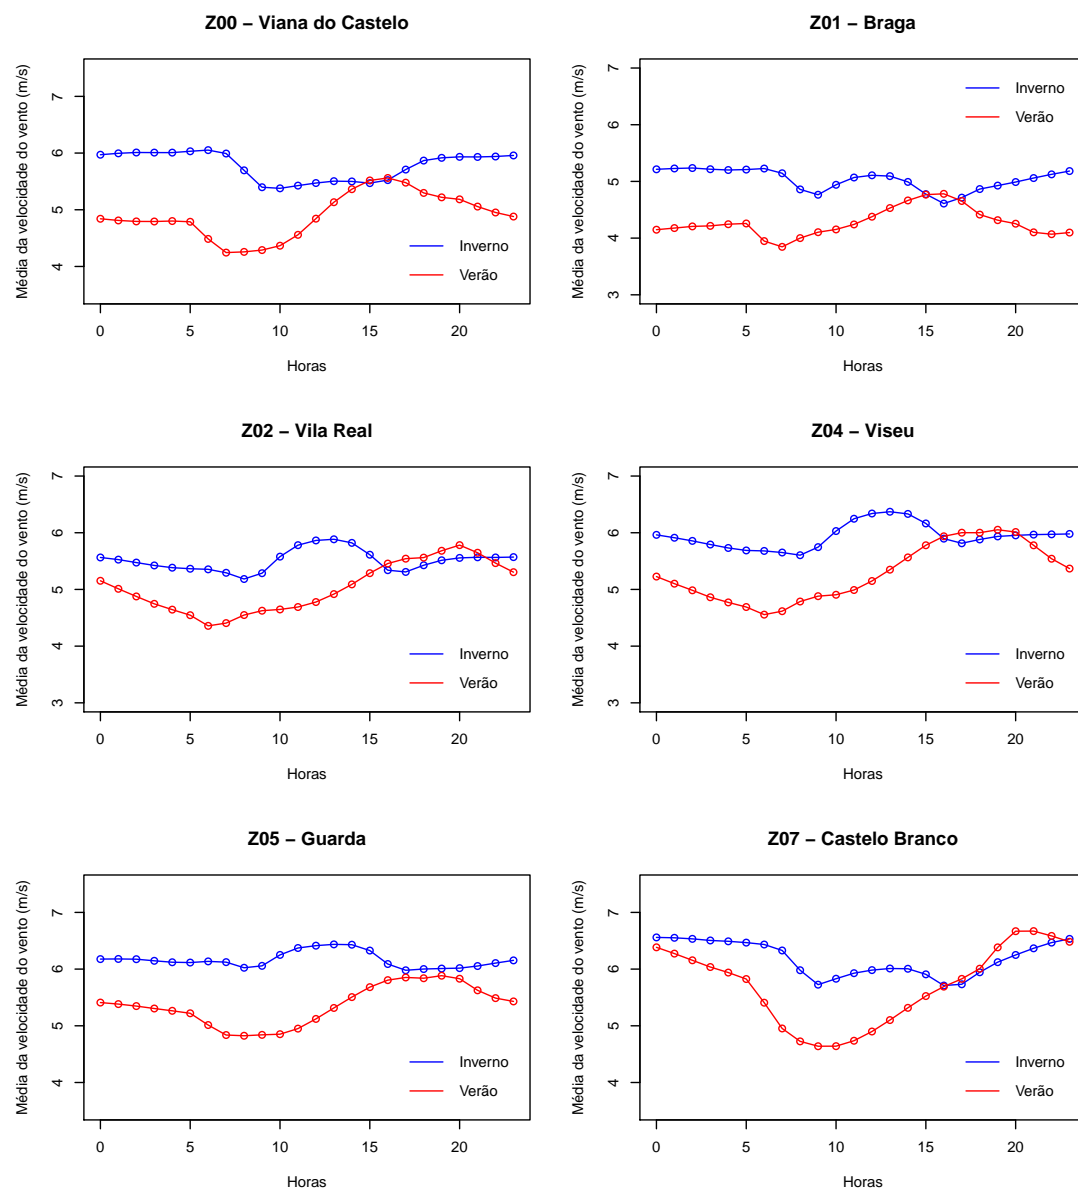 Z00 – Viana do Castelo
Média da velocidade do vento (m/s)
7
6
5
4
Inverno
Verão
0 5 10 15 20
Horas
Z01 – Braga
Média da velocidade do vento (m/s)
7
6
5
4
3
Inverno
Verão
0 5 10 15 20
Horas
Z02 – Vila Real
Média da velocidade do vento (m/s)
7
6
5
4
3
Inverno
Verão
0 5 10 15 20
Horas
Z04 – Viseu
Média da velocidade do vento (m/s)
7
6
5
4
3
Inverno
Verão
0 5 10 15 20
Horas
Z05 – Guarda
Média da velocidade do vento (m/s)
7
6
5
4
Inverno
Verão
0 5 10 15 20
Horas
Z07 – Castelo Branco
Média da velocidade do vento (m/s)
7
6
5
4
Inverno
Verão
0 5 10 15 20
Horas